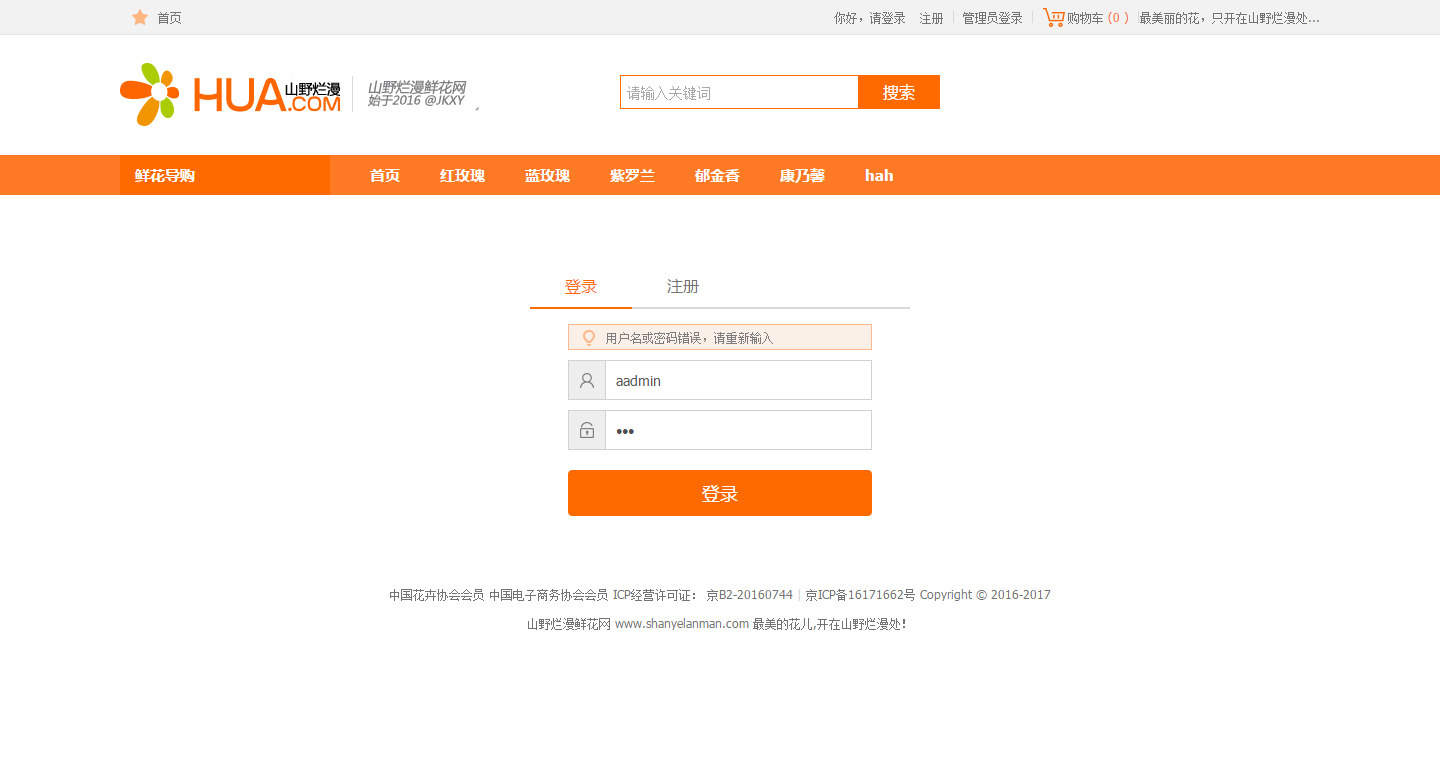 首页
你好，请登录 注册 管理员登录 购物车 (0 ) 最美丽的花，只开在山野烂漫处...
HUA.COM 山野烂漫
山野烂漫鲜花网
始于2016 @JKXY
请输入关键词 搜索
鲜花导购 首页 红玫瑰 蓝玫瑰 紫罗兰 郁金香 康乃馨 hah
登录 注册
用户名或密码错误，请重新输入
aadmin
•••
登录
中国花卉协会会员 中国电子商务协会会员 ICP经营许可证： 京B2-20160744 | 京ICP备16171662号 Copyright © 2016-2017
山野烂漫鲜花网 www.shanyelanman.com 最美的花儿,开在山野烂漫处！